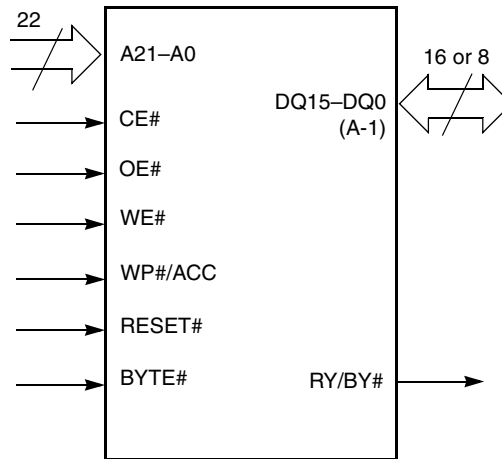 22
A21–A0
16 or 8
DQ15–DQ0
(A-1)
CE#
OE#
WE#
WP#/ACC
RESET#
BYTE#
RY/BY#